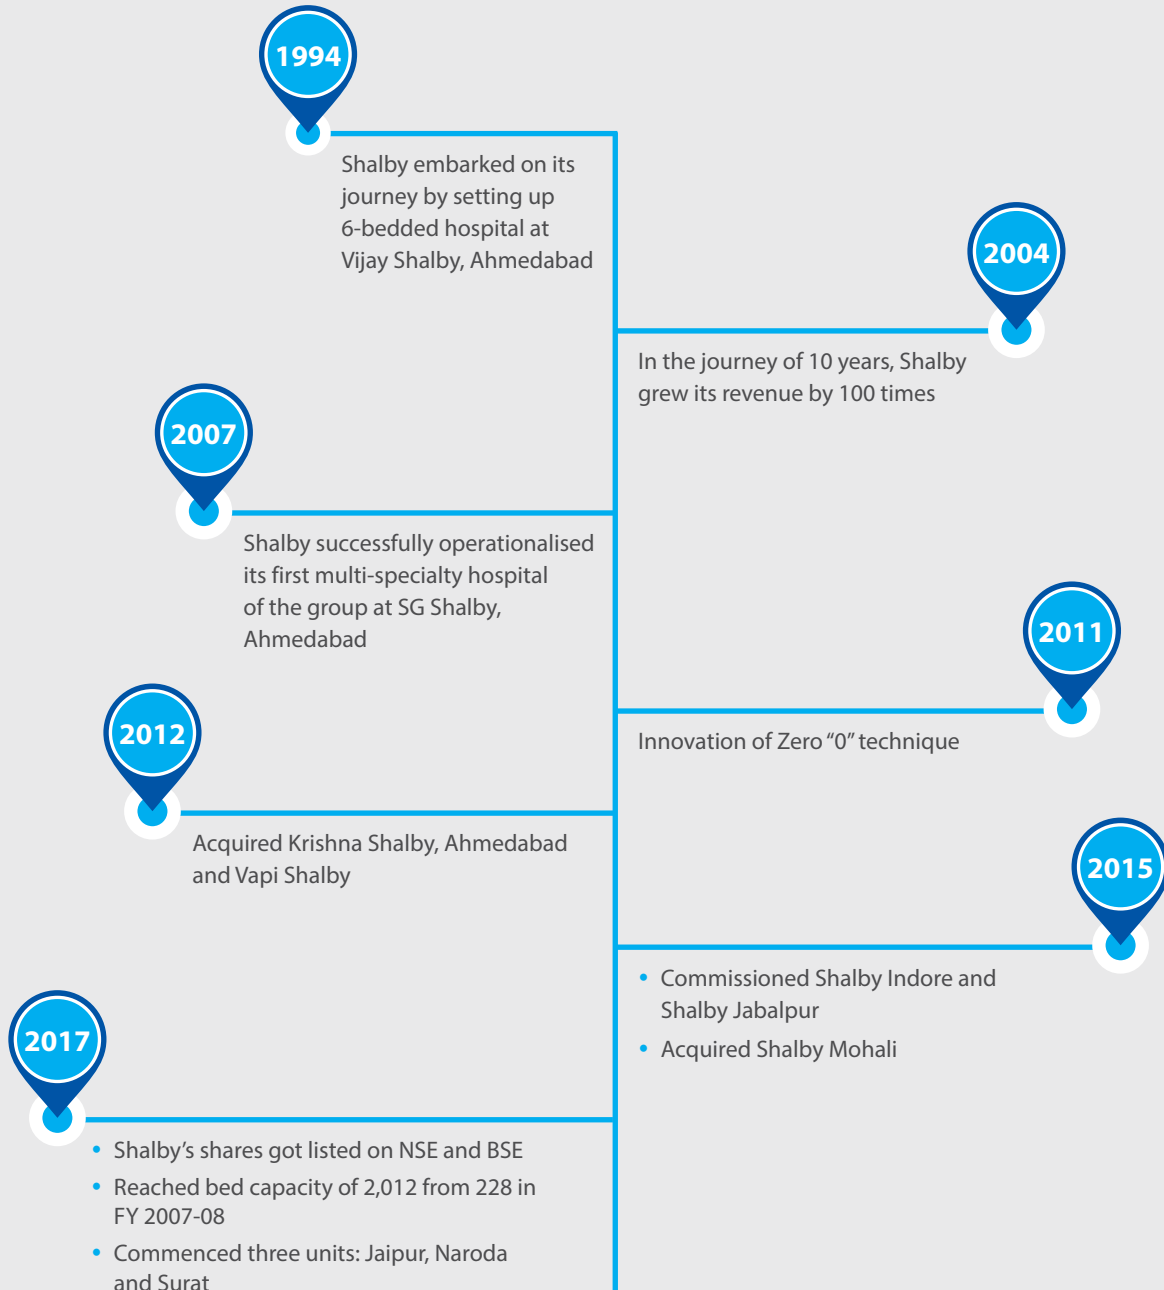 1994
Shalby embarked on its
journey by setting up
6-bedded hospital at
Vijay Shalby, Ahmedabad
2004
In the journey of 10 years, Shalby
grew its revenue by 100 times
2007
Shalby successfully operationalised
its first multi-specialty hospital
of the group at SG Shalby,
Ahmedabad
2011
Innovation of Zero “0” technique
2012
Acquired Krishna Shalby, Ahmedabad
and Vapi Shalby
2015
• Commissioned Shalby Indore and
Shalby Jabalpur
• Acquired Shalby Mohali
2017
• Shalby’s shares got listed on NSE and BSE
• Reached bed capacity of 2,012 from 228 in
FY 2007-08
• Commenced three units: Jaipur, Naroda
and Surat